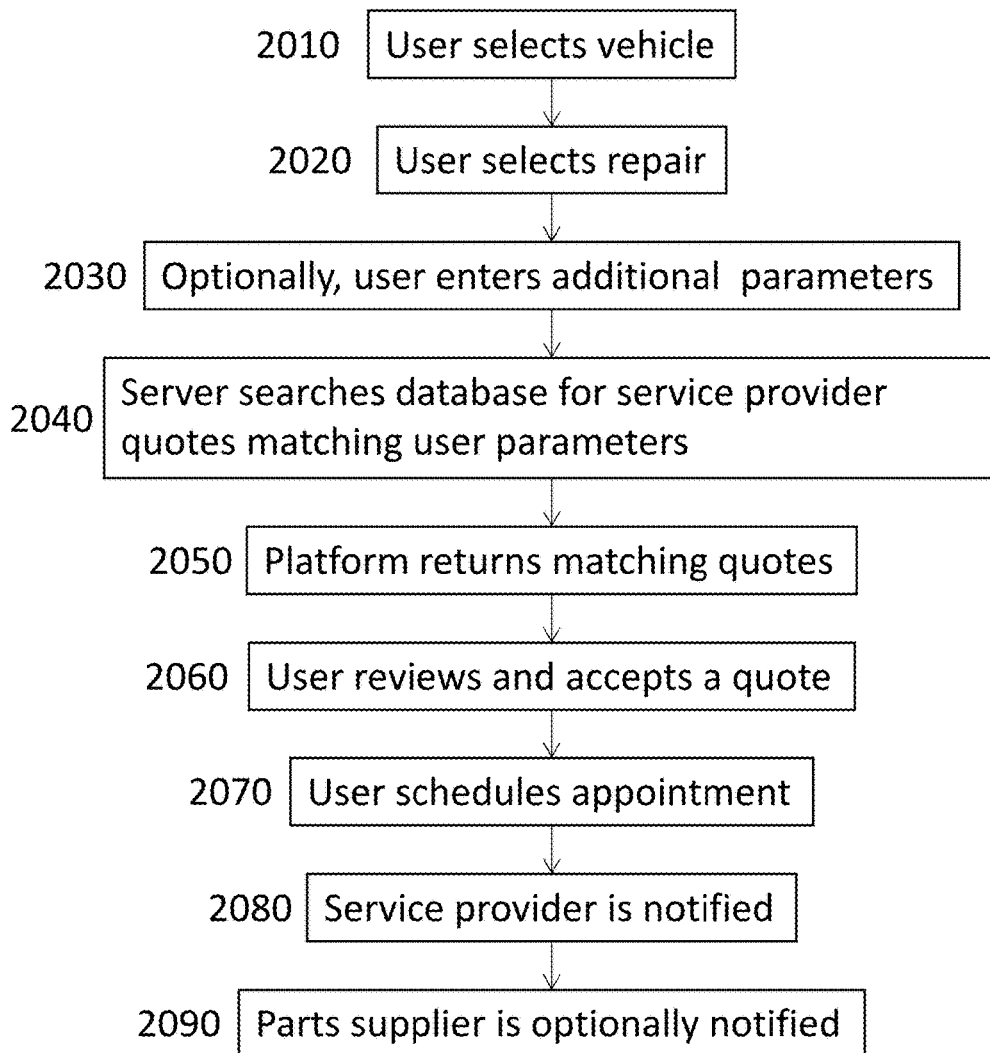 2010 User selects vehicle
2020 User selects repair
2030 Optionally, user enters additional parameters
Server searches database for service provider
2040 quotes matching user parameters
2050 Platform returns matching quotes
2060 User reviews and accepts a quote
2070 User schedules appointment
2080 Service provider is notified
2090 Parts supplier is optionally notified